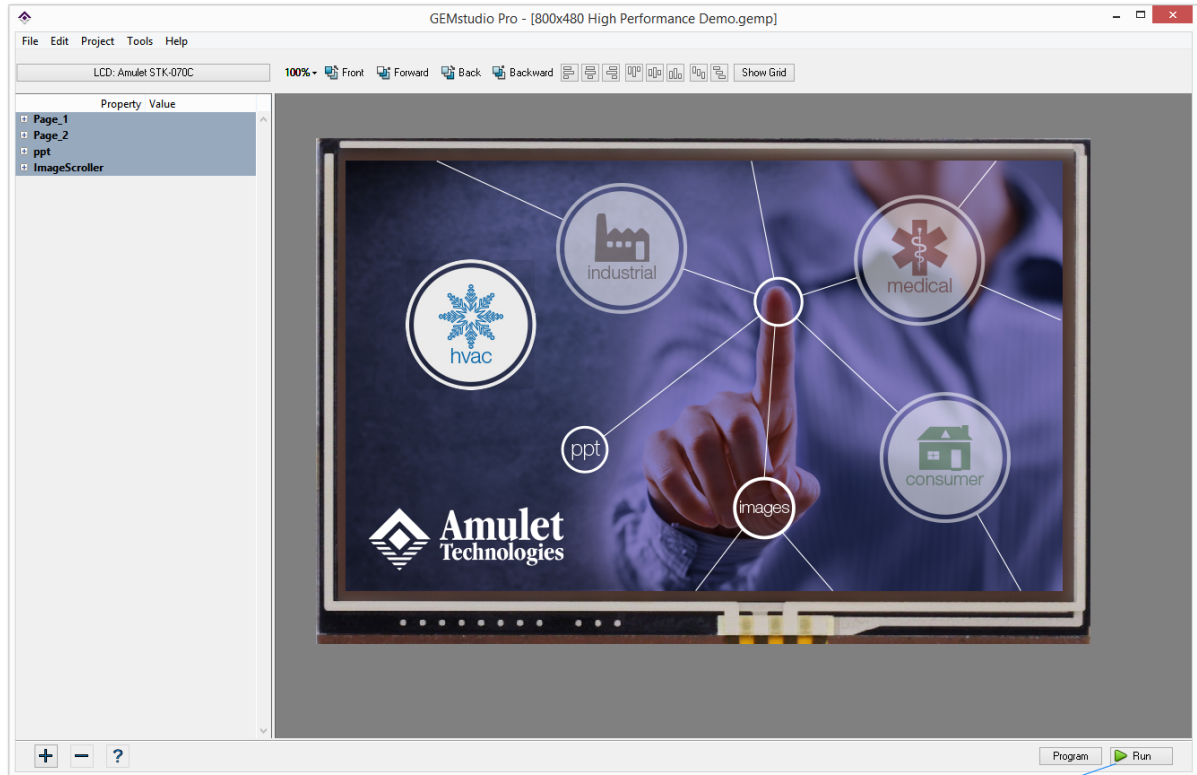 GEMstudio Pro - [800x480 High Performance Demo.gemp]
File Edit Project Tools Help
LCD: Amulet STK-070C 100% Front Forward Back Backward Show Grid
Property Value
Page_1
Page_2
ppt
ImageScroller
industrial
medical
hvac
ppt
consumer
images
Amulet
Technologies
+ − ? Program Run